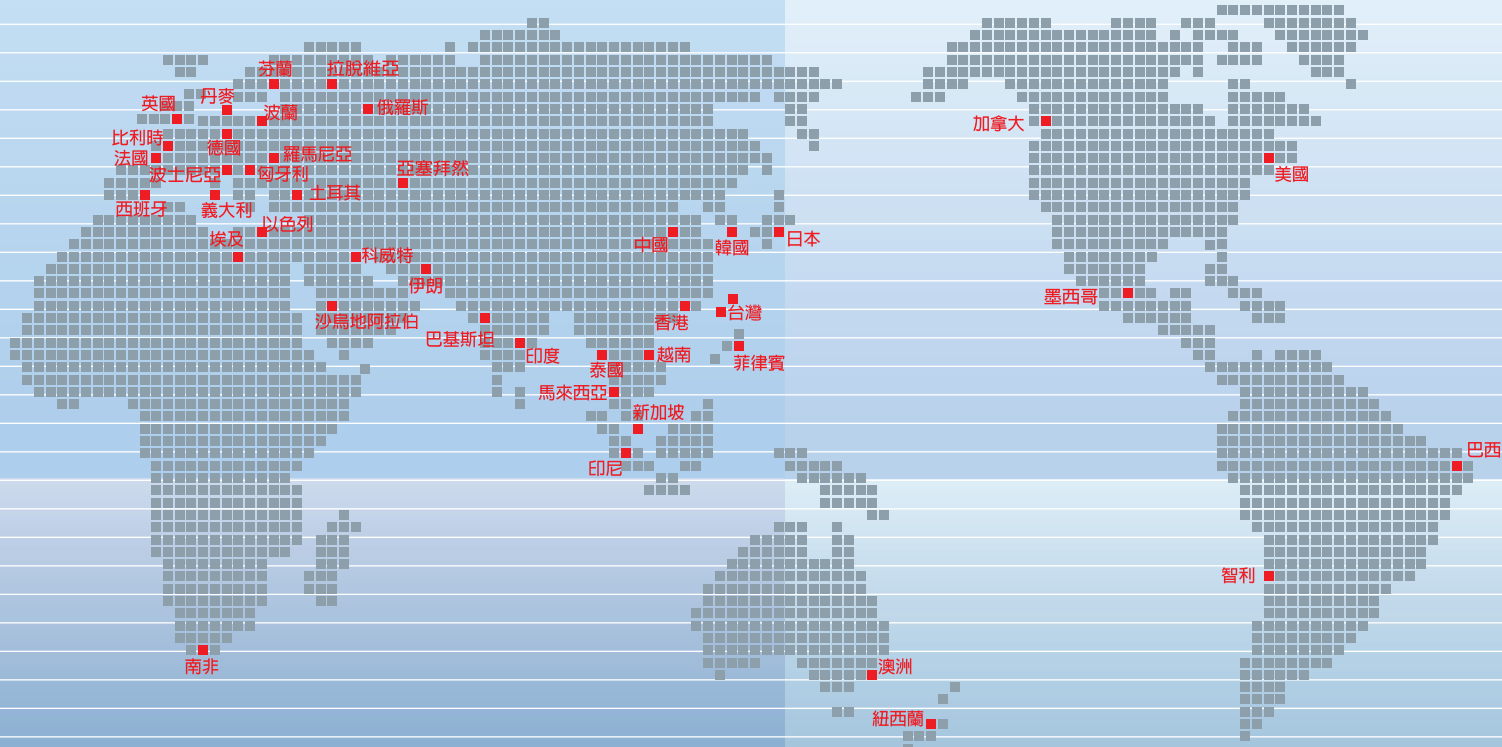 芬蘭
拉脫維亞
丹麥
英國
俄羅斯
波蘭
加拿大
比利時
德國
羅馬尼亞
法國
亞塞拜然
波士尼亞
匈牙利
美國
土耳其
西班牙
義大利
以色列
埃及
中國
韓國
日本
科威特
伊朗
墨西哥
沙烏地阿拉伯
香港
台灣
巴基斯坦
印度
越南
菲律賓
泰國
馬來西亞
新加坡
巴西
印尼
智利
南非
澳洲
紐西蘭